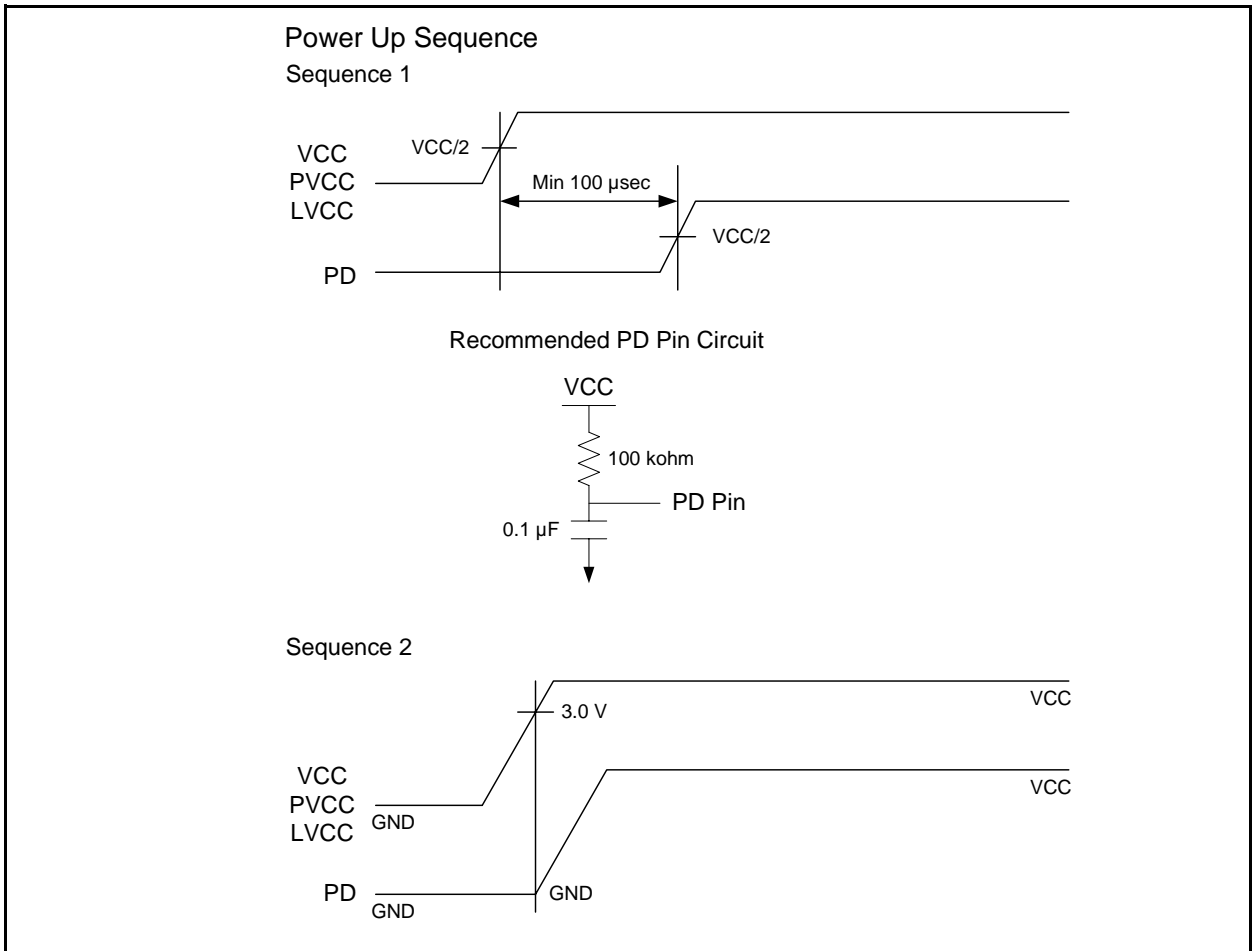 Power Up Sequence
Sequence 1
VCC
PVCC
LVCC
VCC/2
Min 100 µsec
VCC/2
PD
Recommended PD Pin Circuit
VCC
100 kohm
PD Pin
0.1 µF
Sequence 2
3.0 V
VCC
VCC
PVCC
LVCC
GND
VCC
PD
GND
GND